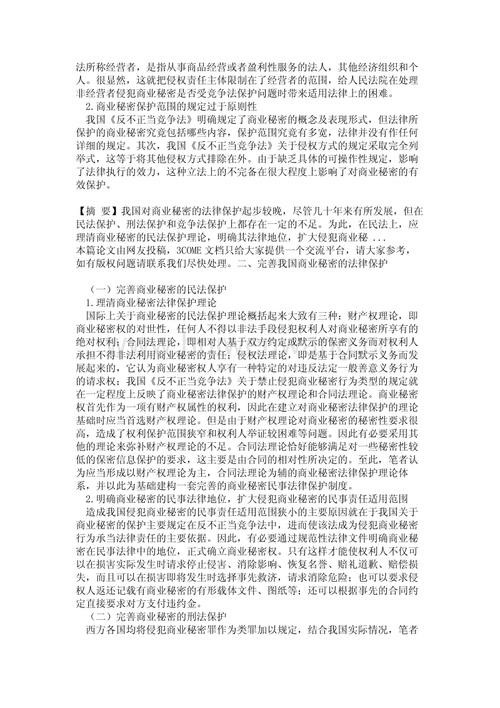 法所称经营者，是指从事商品经营或者盈利性服务的法人，其他经济组织和个
人。很显然，这就把侵权责任主体限制在了经营者的范围，给人民法院在处理
非经营者侵犯商业秘密是否受竞争法保护问题时带来适用法律上的困难。
2.商业秘密保护范围的规定过于原则性
我国《反不正当竞争法》明确规定了商业秘密的概念及表现形式，但法律所
保护的商业秘密究竟包括哪些内容，保护范围究竟有多宽，法律并没有作任何
详细的规定。其次，我国《反不正当竞争法》关于侵权方式的规定采取完全列
举式，这等于将其他侵权方式排除在外。由于缺乏具体的可操作性规定，影响
了法律执行的效力，这种立法上的不完备在很大程度上影响了对商业秘密的有
效保护。
【摘 要】我国对商业秘密的法律保护起步较晚，尽管几十年来有所发展，但在
民法保护、刑法保护和竞争法保护上都存在一定的不足。为此，在民法上，应
理清商业秘密的民法保护理论，明确其法律地位，扩大侵犯商业秘 ...
本篇论文由网友投稿，3COME文档只给大家提供一个交流平台，请大家参考，
如有版权问题请联系我们尽快处理。二、完善我国商业秘密的法律保护
（一）完善商业秘密的民法保护
1.理清商业秘密法律保护理论
国际上关于商业秘密的民法保护理论概括起来大致有三种：财产权理论，即
商业秘密权的对世性，任何人不得以非法手段侵犯权利人对商业秘密所享有的
绝对权利；合同法理论，即相对人基于双方约定或默示的保密义务而对权利人
承担不得非法利用商业秘密的责任；侵权法理论，即是基于合同默示义务而发
展起来的，它认为商业秘密权人享有一种特定的对违反法定一般善意义务行为
的请求权；我国《反不正当竞争法》关于禁止侵犯商业秘密行为类型的规定就
在一定程度上反映了商业秘密法律保护的财产权理论和合同法理论。商业秘密
权首先作为一项有财产权属性的权利，因此在建立对商业秘密法律保护的理论
基础时应当首选财产权理论。但是由于财产权理论对商业秘密的秘密性要求很
高，造成了权利保护范围狭窄和权利人举证较困难等问题。因此有必要采用其
他的理论来弥补财产权理论的不足。合同法理论恰好能够满足对一些秘密性较
低的保密信息保护的要求，这主要是由合同的相对性所决定的。至此，笔者认
为应当形成以财产权理论为主，合同法理论为辅的商业秘密法律保护理论体
系，并以此为基础建构一套完善的商业秘密民事法律保护制度。
2.明确商业秘密的民事法律地位，扩大侵犯商业秘密的民事责任适用范围
造成我国侵犯商业秘密的民事责任适用范围狭小的主要原因就在于我国关于
商业秘密的保护主要规定在反不正当竞争法中，进而使该法成为侵犯商业秘密
行为承当法律责任的主要依据。因此，有必要通过规范性法律文件明确商业秘
密在民事法律中的地位，正式确立商业秘密权。只有这样才能使权利人不仅可以
在损害实际发生时请求停止侵害、消除影响、恢复名誉、赔礼道歉、赔偿损
失，而且可以在损害即将发生时选择事先救济，请求消除危险；也可以要求侵
权人返还记载有商业秘密的有形载体文件、图纸等；还可以根据事先的合同约
定直接要求对方支付违约金。
（二）完善商业秘密的刑法保护
西方各国均将侵犯商业秘密罪作为类罪加以规定，结合我国实际情况，笔者